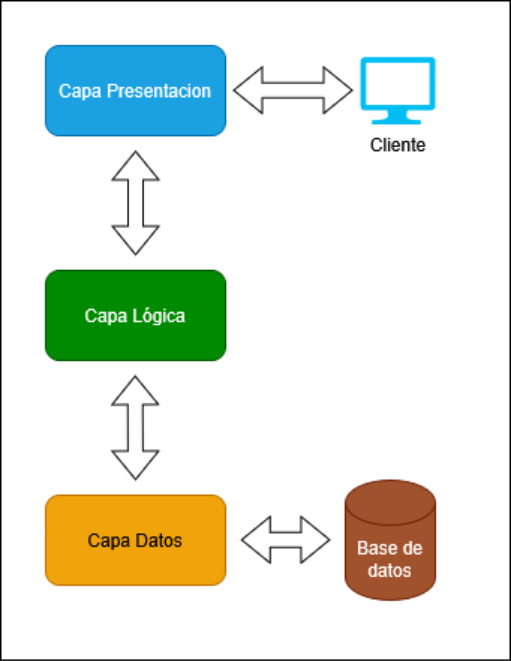 Capa Presentacion
Cliente
Capa Lógica
Capa Datos
Base de
datos